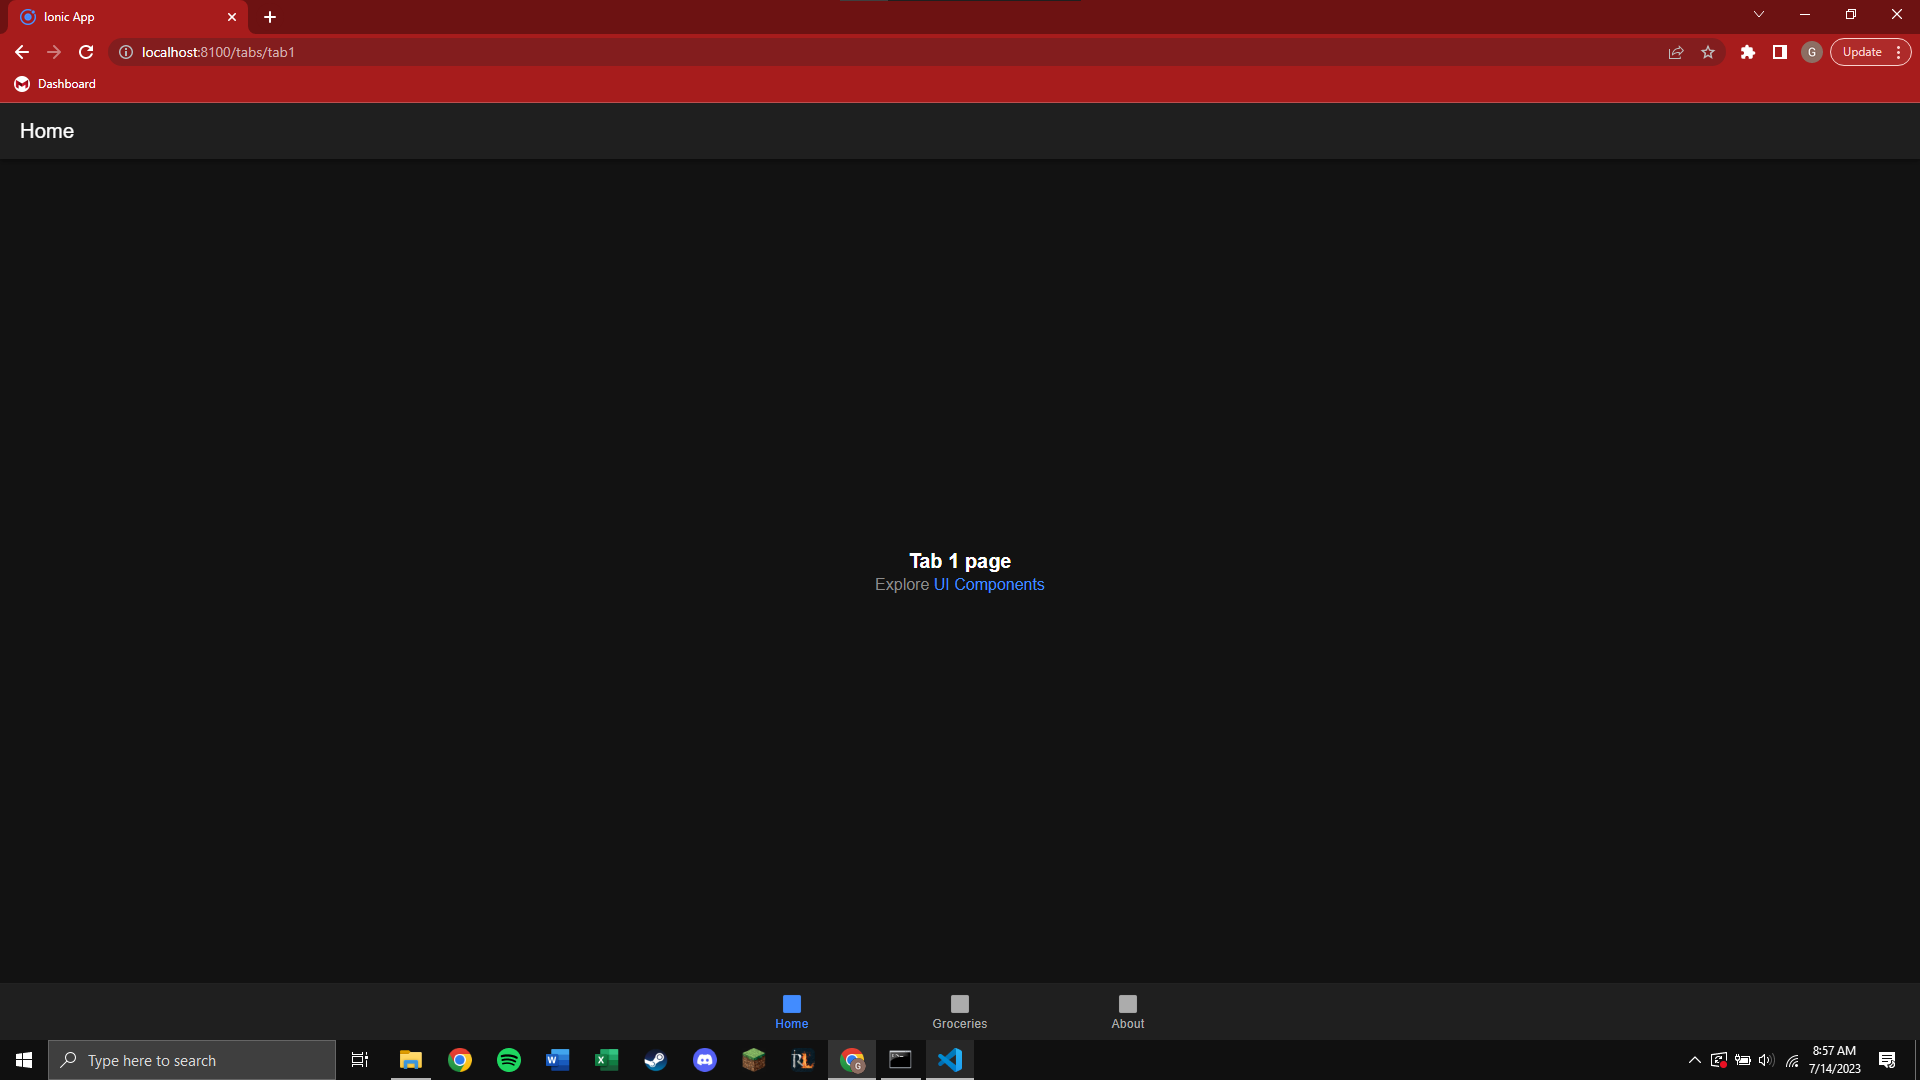 Ionic App
localhost:8100/tabs/tab1
G
Update
Dashboard
Home
Tab 1 page
Explore UI Components
Home
Groceries
About
Type here to search
8:57 AM
7/14/2023